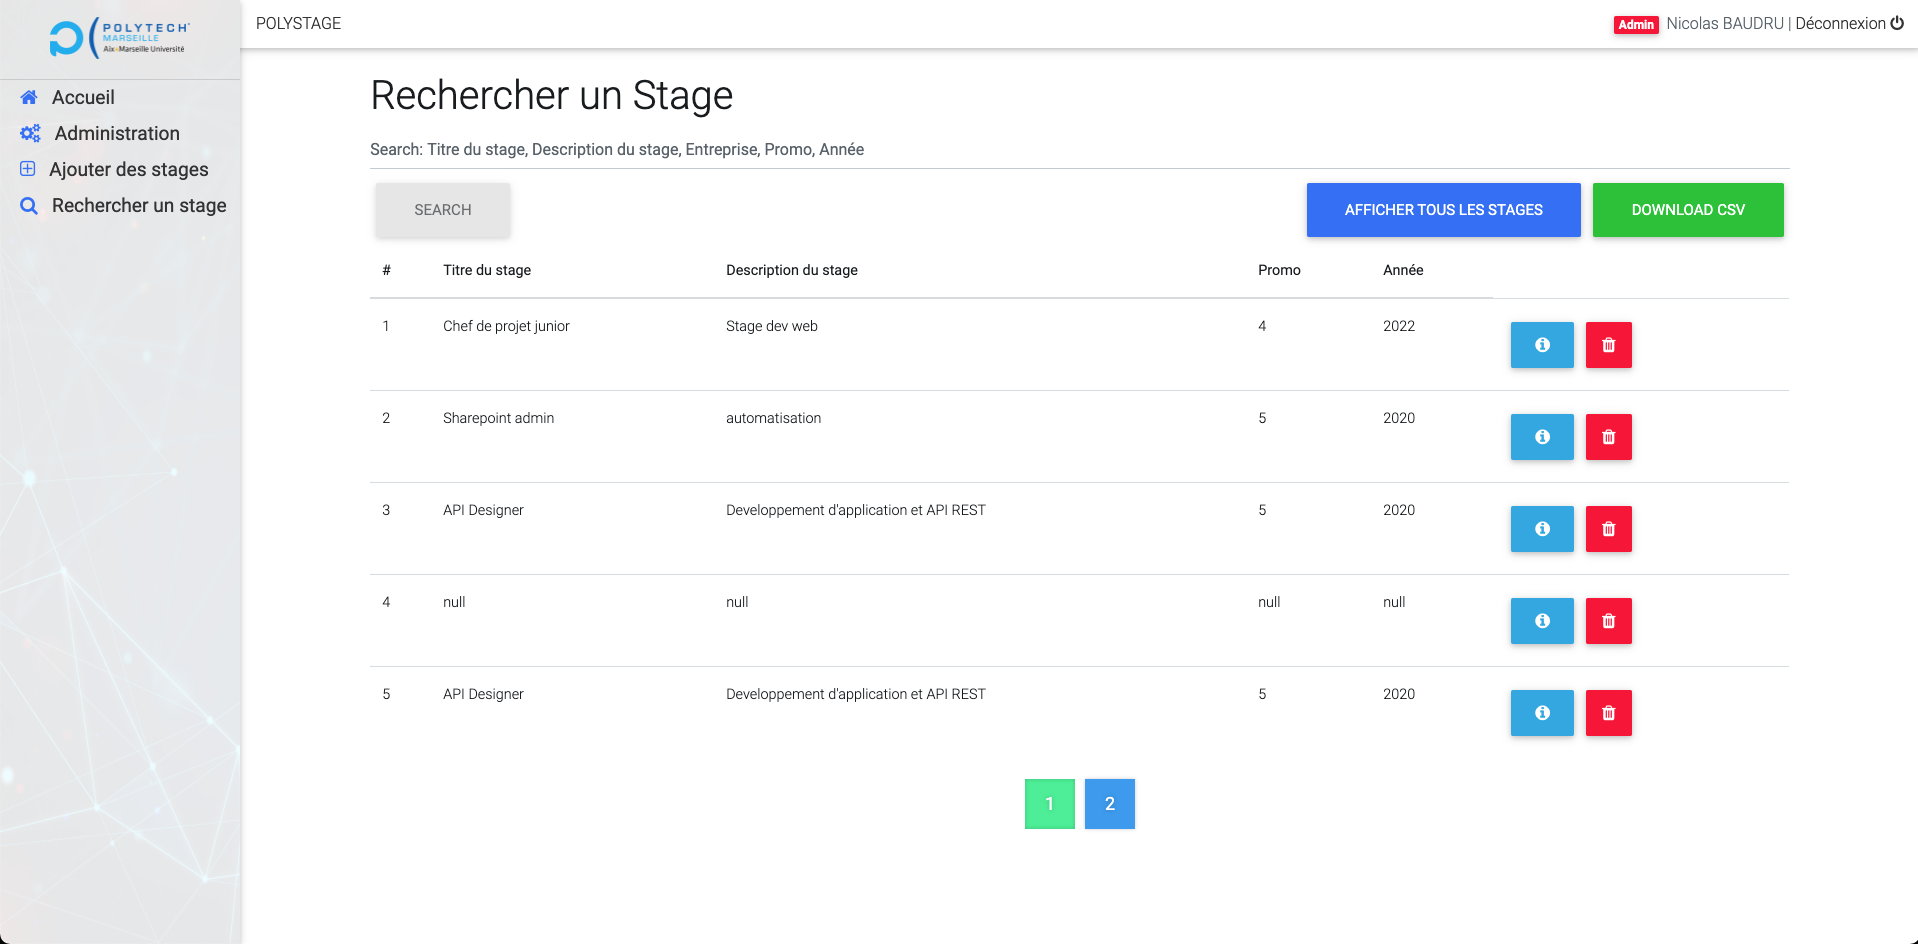 POLYTECH
MARSEILLE
Aix*Marseille Université
POLYSTAGE
Admin Nicolas BAUDRU | Déconnexion
Accueil
Administration
Ajouter des stages
Rechercher un stage
Rechercher un Stage
Search: Titre du stage, Description du stage, Entreprise, Promo, Année
SEARCH AFFICHER TOUS LES STAGES DOWNLOAD CSV
# Titre du stage Description du stage Promo Année
1 Chef de projet junior Stage dev web 4 2022
2 Sharepoint admin automatisation 5 2020
3 API Designer Developpement d'application et API REST 5 2020
4 null null null null
5 API Designer Developpement d'application et API REST 5 2020
1 2